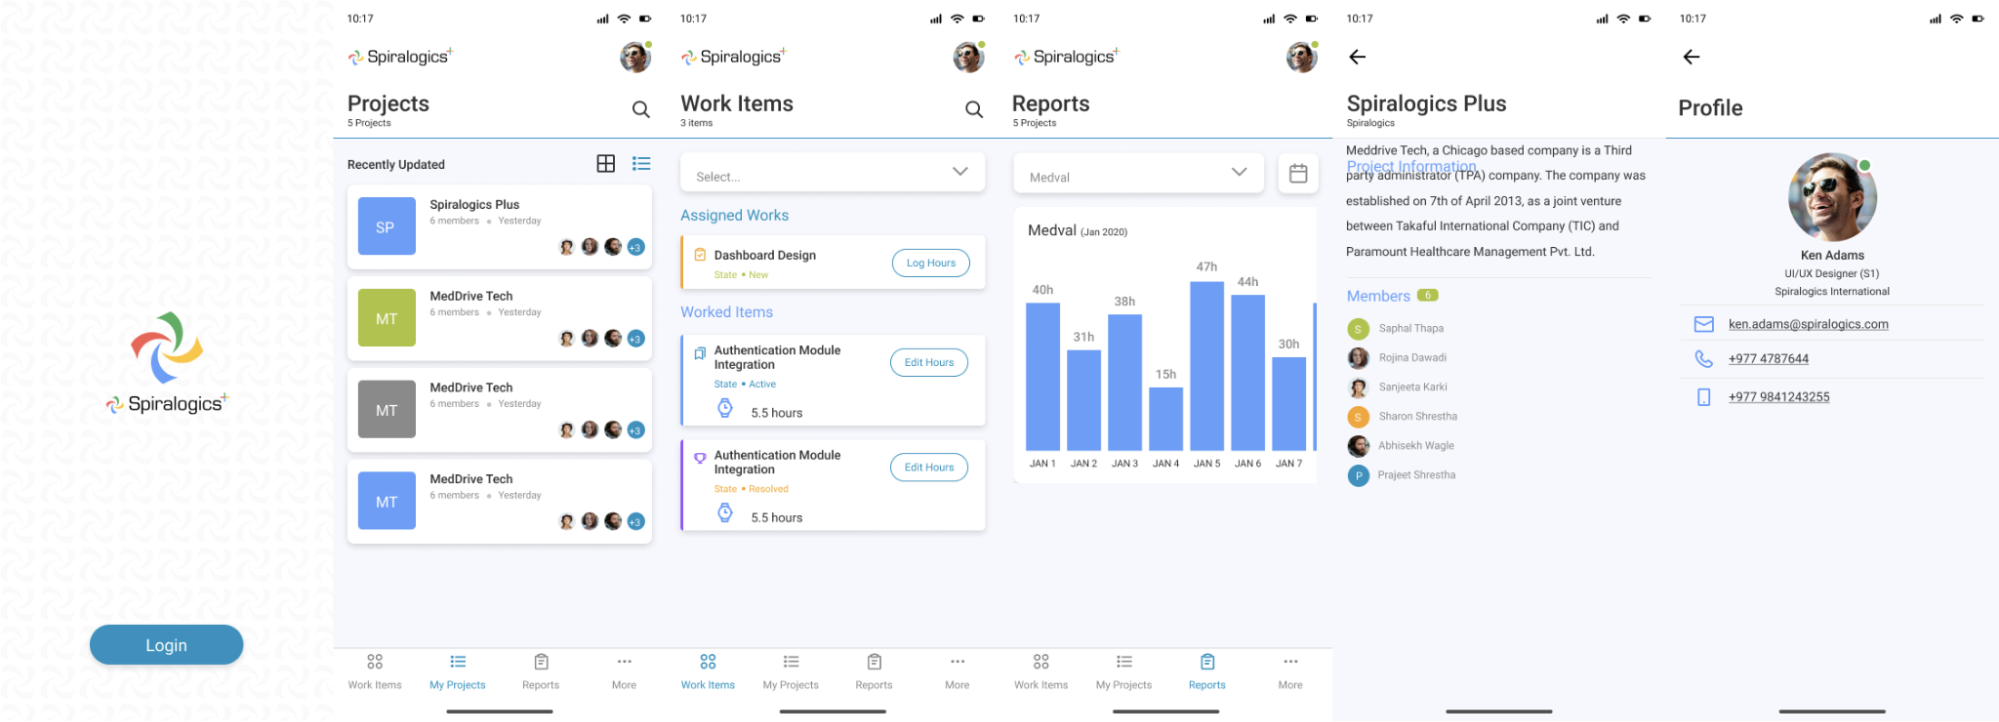 Spiralogics+
Login
10:17
Spiralogics+
Projects
5 Projects
Recently Updated
SP
Spiralogics Plus
6 members • Yesterday
+3
MT
MedDrive Tech
6 members • Yesterday
+3
MT
MedDrive Tech
6 members • Yesterday
+3
MT
MedDrive Tech
6 members • Yesterday
+3
Work Items My Projects Reports More
10:17
Spiralogics+
Work Items
3 items
Select...
Assigned Works
Dashboard Design
State • New
Log Hours
Worked Items
Authentication Module
Integration
State • Active
Edit Hours
5.5 hours
Authentication Module
Integration
State • Resolved
Edit Hours
5.5 hours
Work Items My Projects Reports More
10:17
Spiralogics+
Reports
5 Projects
Medval
Medval (Jan 2020)
40h 31h 38h 15h 47h 44h 30h
JAN 1 JAN 2 JAN 3 JAN 4 JAN 5 JAN 6 JAN 7
Work Items My Projects Reports More
10:17
Spiralogics Plus
Spiralogics
Project Information
Meddrive Tech, a Chicago based company is a Third
party administrator (TPA) company. The company was
established on 7th of April 2013, as a joint venture
between Takaful International Company (TIC) and
Paramount Healthcare Management Pvt. Ltd.
Members 6
S Saphal Thapa
Rojina Dawadi
Sanjeeta Karki
S Sharon Shrestha
Abhisekh Wagle
P Prajeet Shrestha
10:17
Profile
Ken Adams
UI/UX Designer (S1)
Spiralogics International
ken.adams@spiralogics.com
+977 4787644
+977 9841243255